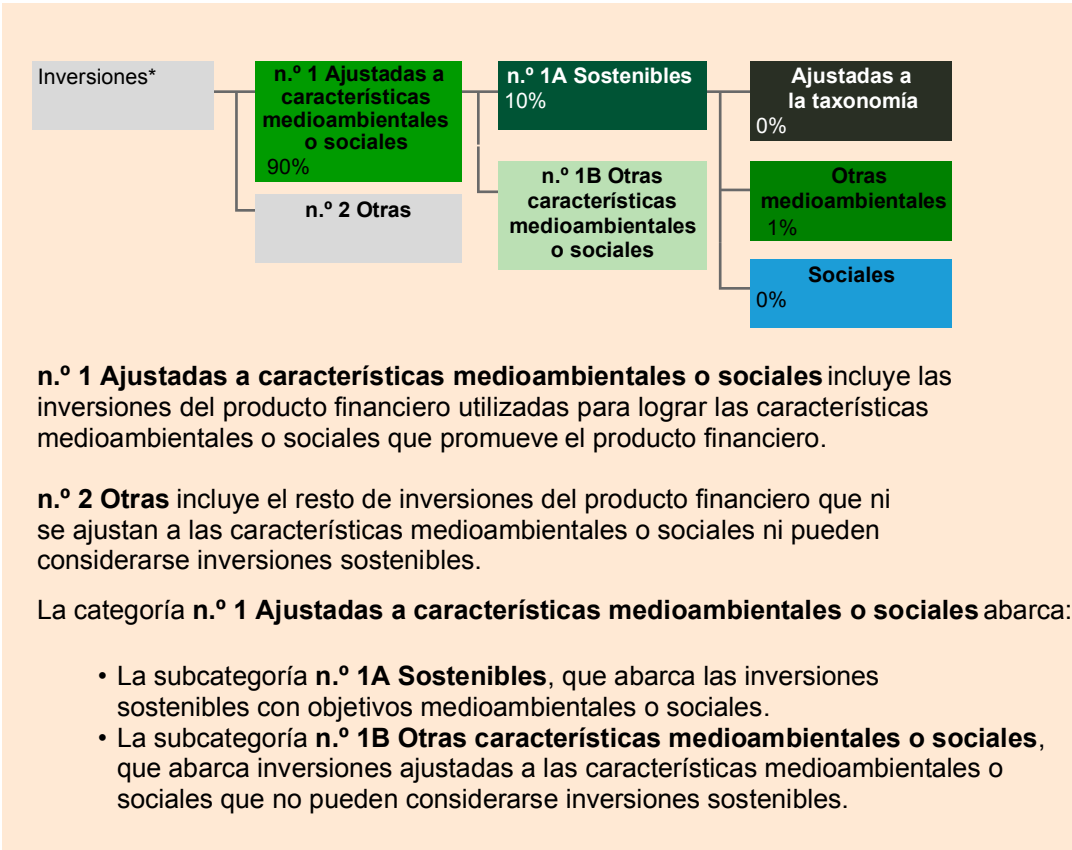 Inversiones*
n.º 1 Ajustadas a
características
medioambientales
o sociales
90%
n.º 2 Otras
n.º 1A Sostenibles
10%
n.º 1B Otras
características
medioambientales
o sociales
Ajustadas a
la taxonomía
0%
Otras
medioambientales
1%
Sociales
0%
n.º 1 Ajustadas a características medioambientales o sociales incluye las
inversiones del producto financiero utilizadas para lograr las características
medioambientales o sociales que promueve el producto financiero.
n.º 2 Otras incluye el resto de inversiones del producto financiero que ni
se ajustan a las características medioambientales o sociales ni pueden
considerarse inversiones sostenibles.
La categoría n.º 1 Ajustadas a características medioambientales o sociales abarca:
• La subcategoría n.º 1A Sostenibles, que abarca las inversiones
sostenibles con objetivos medioambientales o sociales.
• La subcategoría n.º 1B Otras características medioambientales o sociales,
que abarca inversiones ajustadas a las características medioambientales o
sociales que no pueden considerarse inversiones sostenibles.